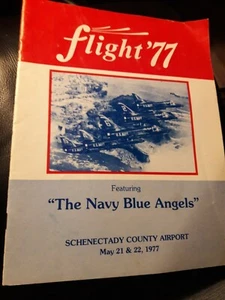 flight '77
Featuring
"The Navy Blue Angels"
SCHENECTADY COUNTY AIRPORT
May 21 & 22, 1977